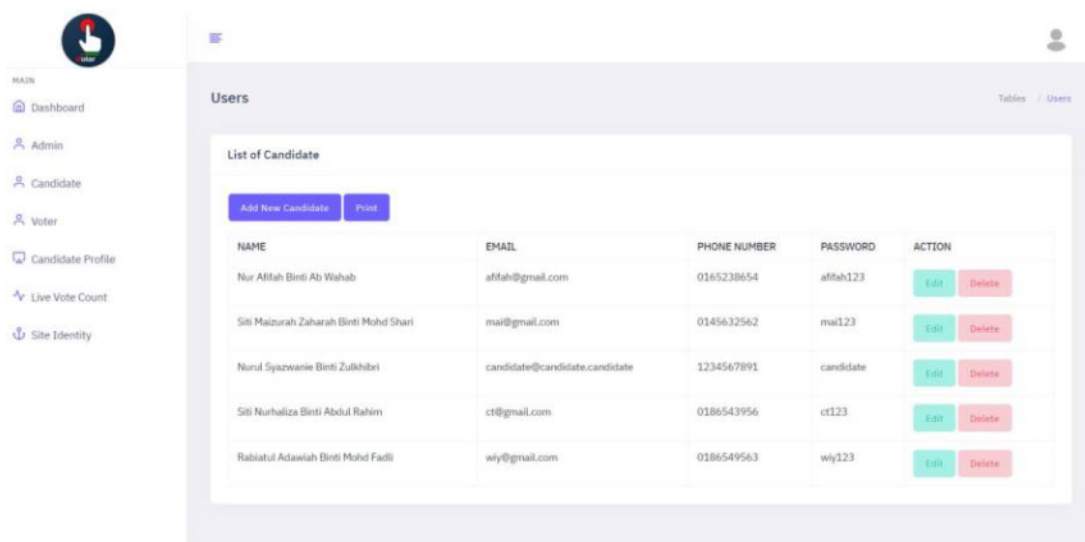 Voter
MAIN
Dashboard
Admin
Candidate
Voter
Candidate Profile
Live Vote Count
Site Identity
Users
Tables / Users
List of Candidate
Add New Candidate Print
NAME EMAIL PHONE NUMBER PASSWORD ACTION
Nur Afifah Binti Ab Wahab afifah@gmail.com 0165238654 afifah123 Edit Delete
Siti Maizurah Zaharah Binti Mohd Shari mai@gmail.com 0145632562 mai123 Edit Delete
Nurul Syazwanie Binti Zulkhibri candidate@candidate.candidate 1234567891 candidate Edit Delete
Siti Nurhaliza Binti Abdul Rahim ct@gmail.com 0186543956 ct123 Edit Delete
Rabiatul Adawiah Binti Mohd Fadli wiy@gmail.com 0186549563 wiy123 Edit Delete